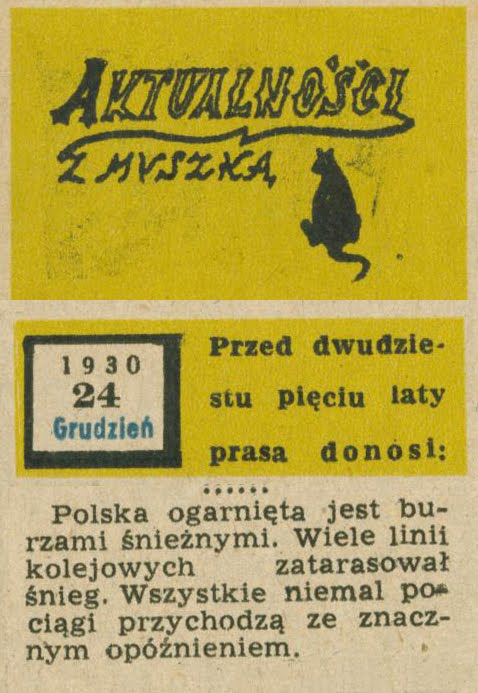 AKTUALNOŚCI
Z MYSZKĄ
1930
24
Grudzień
Przed dwudzie-
stu pięciu laty
prasa donosi:
......
Polska ogarnięta jest bu-
rzami śnieżnymi. Wiele linii
kolejowych zatarasował
śnieg. Wszystkie niemal po-
ciągi przychodzą ze znacz-
nym opóźnieniem.